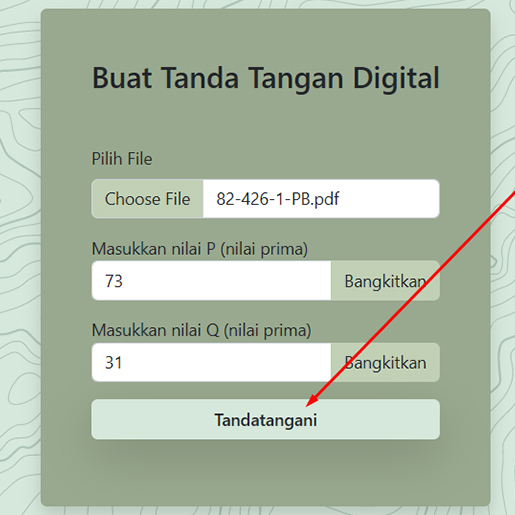 Buat Tanda Tangan Digital
Pilih File
Choose File 82-426-1-PB.pdf
Masukkan nilai P (nilai prima)
73 Bangkitkan
Masukkan nilai Q (nilai prima)
31 Bangkitkan
Tandatangani